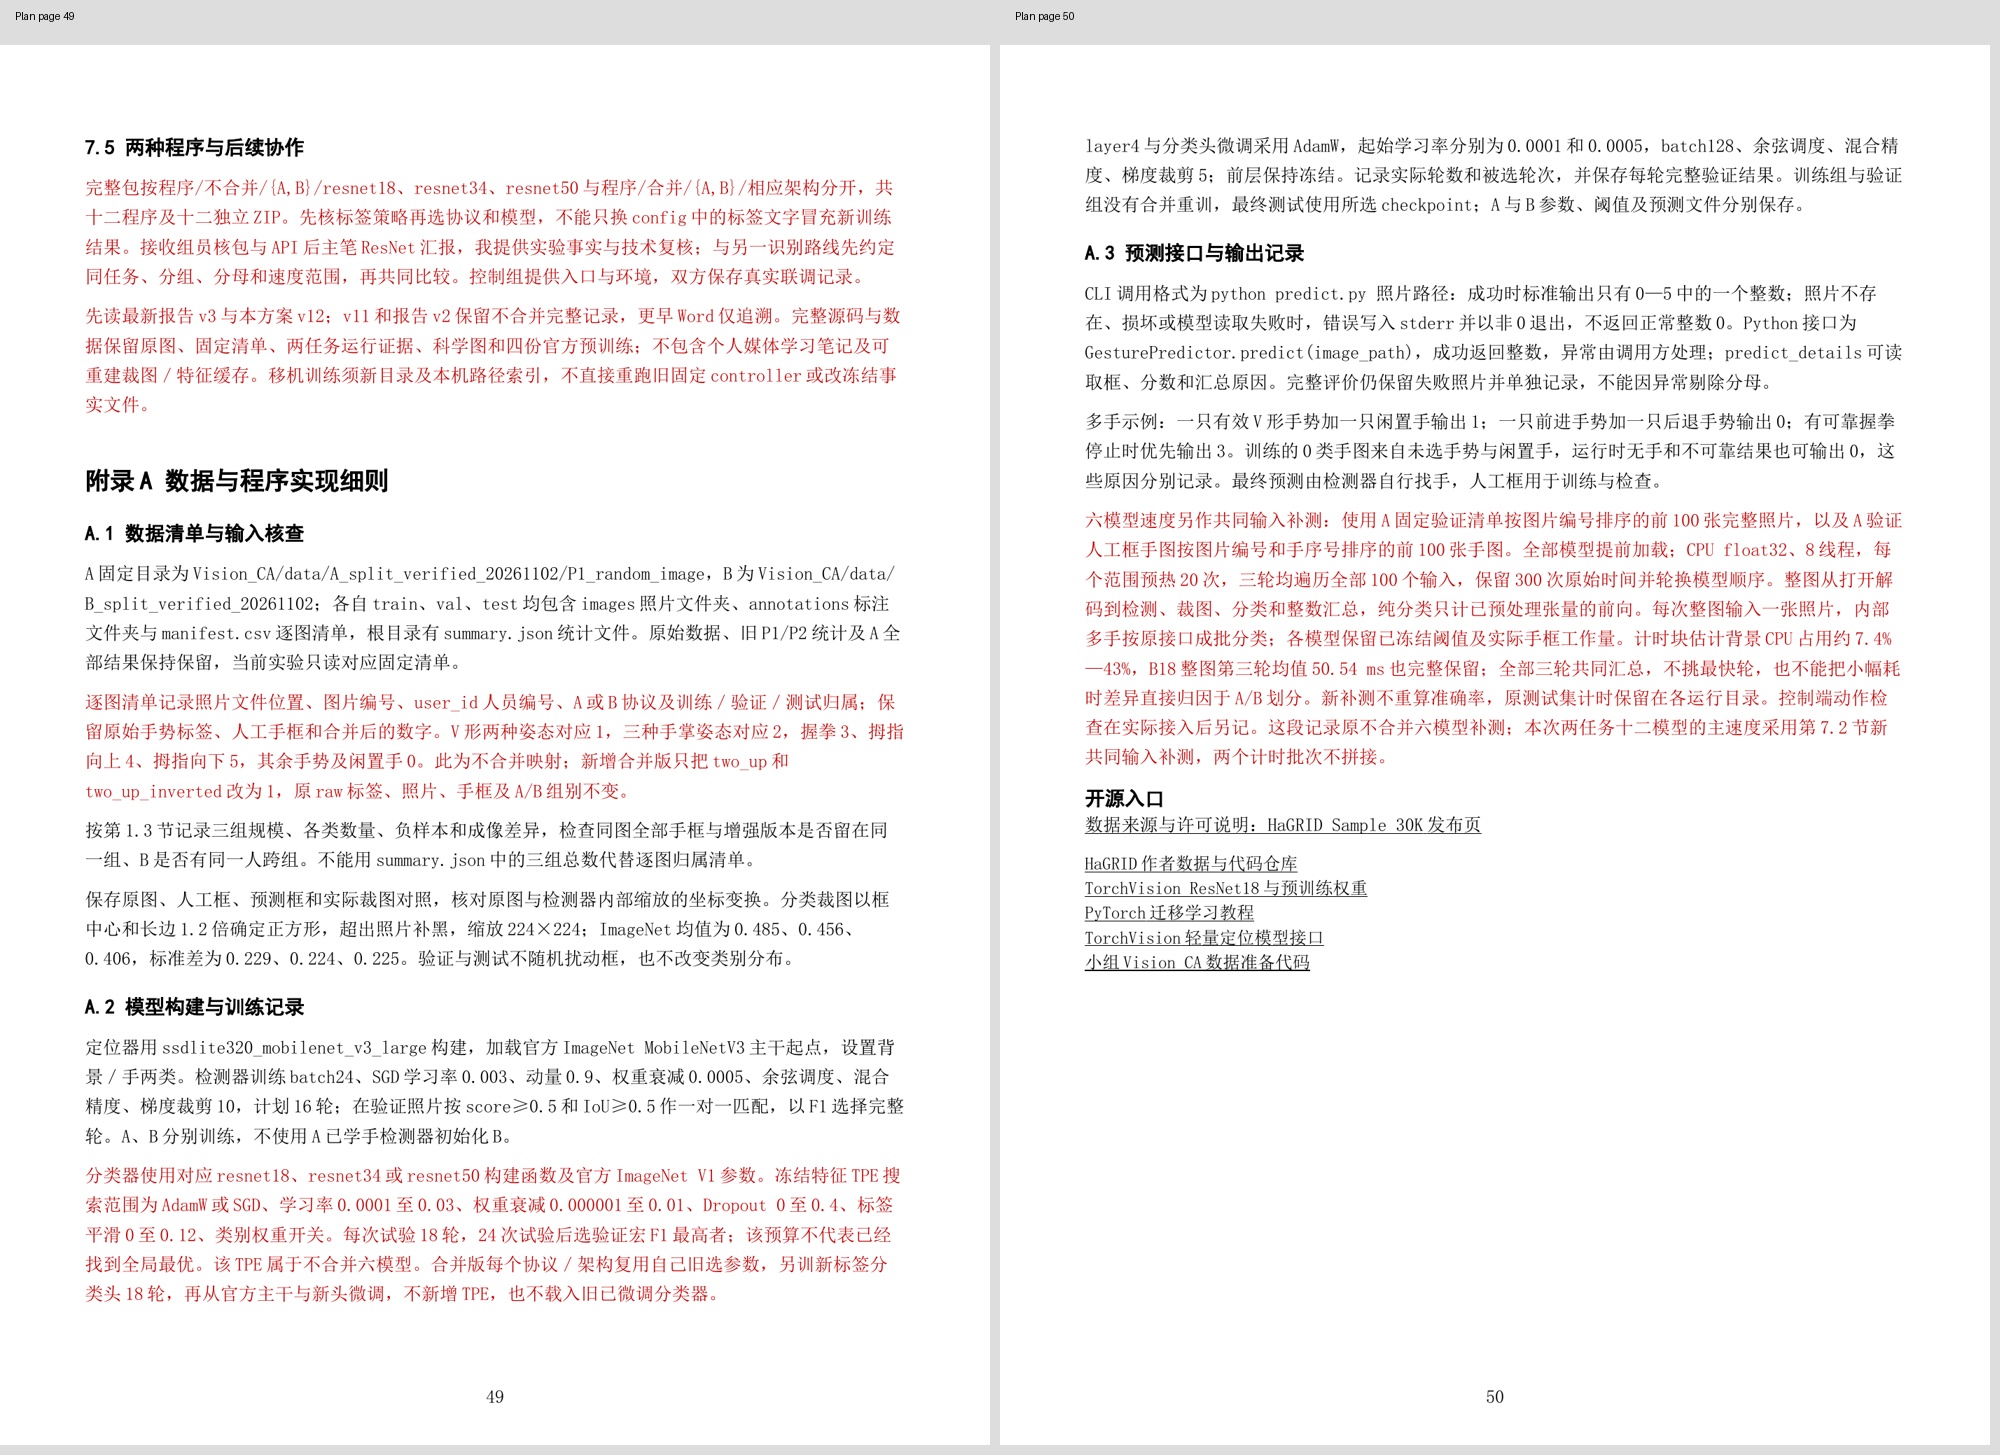 Plan page 49
7.5 两种程序与后续协作
完整包按程序/不合并/{A,B}/resnet18、resnet34、resnet50 与程序/合并/{A,B}/相应架构分开，共
十二程序及十二独立 ZIP。先核标签策略再选协议和模型，不能只换 config 中的标签文字冒充新训练
结果。接收组员核包与 API 后主笔 ResNet 汇报，我提供实验事实与技术复核；与另一识别路线先约定
同任务、分组、分母和速度范围，再共同比较。控制组提供入口与环境，双方保存真实联调记录。
先读最新报告 v3 与本方案 v12；v11 和报告 v2 保留不合并完整记录，更早 Word 仅追溯。完整源码与数
据保留原图、固定清单、两任务运行证据、科学图和四份官方预训练；不包含个人媒体学习笔记及可
重建裁图 / 特征缓存。移机训练须新目录及本机路径索引，不直接重跑旧固定 controller 或改冻结事
实文件。
附录 A 数据与程序实现细则
A.1 数据清单与输入核查
A 固定目录为 Vision_CA/data/A_split_verified_20261102/P1_random_image，B 为 Vision_CA/data/
B_split_verified_20261102；各自 train、val、test 均包含 images 照片文件夹、annotations 标注
文件夹与 manifest.csv 逐图清单，根目录有 summary.json 统计文件。原始数据、旧 P1/P2 统计及 A 全
部结果保持保留，当前实验只读对应固定清单。
逐图清单记录照片文件位置、图片编号、user_id 人员编号、A 或 B 协议及训练 / 验证 / 测试归属；保
留原始手势标签、人工手框和合并后的数字。V 形两种姿态对应 1，三种手掌姿态对应 2，握拳 3、拇指
向上 4、拇指向下 5，其余手势及闲置手 0。此为不合并映射；新增合并版只把 two_up 和
two_up_inverted 改为 1，原 raw 标签、照片、手框及 A/B 组别不变。
按第 1.3 节记录三组规模、各类数量、负样本和成像差异，检查同图全部手框与增强版本是否留在同
一组、B 是否有同一人跨组。不能用 summary.json 中的三组总数代替逐图归属清单。
保存原图、人工框、预测框和实际裁图对照，核对原图与检测器内部缩放的坐标变换。分类裁图以框
中心和长边 1.2 倍确定正方形，超出照片补黑，缩放 224×224；ImageNet 均值为 0.485、0.456、
0.406，标准差为 0.229、0.224、0.225。验证与测试不随机扰动框，也不改变类别分布。
A.2 模型构建与训练记录
定位器用 ssdlite320_mobilenet_v3_large 构建，加载官方 ImageNet MobileNetV3 主干起点，设置背
景 / 手两类。检测器训练 batch24、SGD 学习率 0.003、动量 0.9、权重衰减 0.0005、余弦调度、混合
精度、梯度裁剪 10，计划 16 轮；在验证照片按 score≥0.5 和 IoU≥0.5 作一对一匹配，以 F1 选择完整
轮。A、B 分别训练，不使用 A 已学手检测器初始化 B。
分类器使用对应 resnet18、resnet34 或 resnet50 构建函数及官方 ImageNet V1 参数。冻结特征 TPE 搜
索范围为 AdamW 或 SGD、学习率 0.0001 至 0.03、权重衰减 0.000001 至 0.01、Dropout 0 至 0.4、标签
平滑 0 至 0.12、类别权重开关。每次试验 18 轮，24 次试验后选验证宏 F1 最高者；该预算不代表已经
找到全局最优。该 TPE 属于不合并六模型。合并版每个协议 / 架构复用自己旧选参数，另训新标签分
类头 18 轮，再从官方主干与新头微调，不新增 TPE，也不载入旧已微调分类器。
49
Plan page 50
layer4 与分类头微调采用 AdamW，起始学习率分别为 0.0001 和 0.0005，batch128、余弦调度、混合精
度、梯度裁剪 5；前层保持冻结。记录实际轮数和被选轮次，并保存每轮完整验证结果。训练组与验证
组没有合并重训，最终测试使用所选 checkpoint；A 与 B 参数、阈值及预测文件分别保存。
A.3 预测接口与输出记录
CLI 调用格式为 python predict.py 照片路径：成功时标准输出只有 0—5 中的一个整数；照片不存
在、损坏或模型读取失败时，错误写入 stderr 并以非 0 退出，不返回正常整数 0。Python 接口为
GesturePredictor.predict(image_path)，成功返回整数，异常由调用方处理；predict_details 可读
取框、分数和汇总原因。完整评价仍保留失败照片并单独记录，不能因异常剔除分母。
多手示例：一只有效 V 形手势加一只闲置手输出 1；一只前进手势加一只后退手势输出 0；有可靠握拳
停止时优先输出 3。训练的 0 类手图来自未选手势与闲置手，运行时无手和不可靠结果也可输出 0，这
些原因分别记录。最终预测由检测器自行找手，人工框用于训练与检查。
六模型速度另作共同输入补测：使用 A 固定验证清单按图片编号排序的前 100 张完整照片，以及 A 验证
人工框手图按图片编号和手序号排序的前 100 张手图。全部模型提前加载；CPU float32、8 线程，每
个范围预热 20 次，三轮均遍历全部 100 个输入，保留 300 次原始时间并轮换模型顺序。整图从打开解
码到检测、裁图、分类和整数汇总，纯分类只计已预处理张量的前向。每次整图输入一张照片，内部
多手按原接口成批分类；各模型保留已冻结阈值及实际手框工作量。计时块估计背景 CPU 占用约 7.4%
—43%，B18 整图第三轮均值 50.54 ms 也完整保留；全部三轮共同汇总，不挑最快轮，也不能把小幅耗
时差异直接归因于 A/B 划分。新补测不重算准确率，原测试集计时保留在各运行目录。控制端动作检
查在实际接入后另记。这段记录原不合并六模型补测；本次两任务十二模型的主速度采用第 7.2 节新
共同输入补测，两个计时批次不拼接。
开源入口
数据来源与许可说明：HaGRID Sample 30K 发布页
HaGRID 作者数据与代码仓库
TorchVision ResNet18 与预训练权重
PyTorch 迁移学习教程
TorchVision 轻量定位模型接口
小组 Vision CA 数据准备代码
50